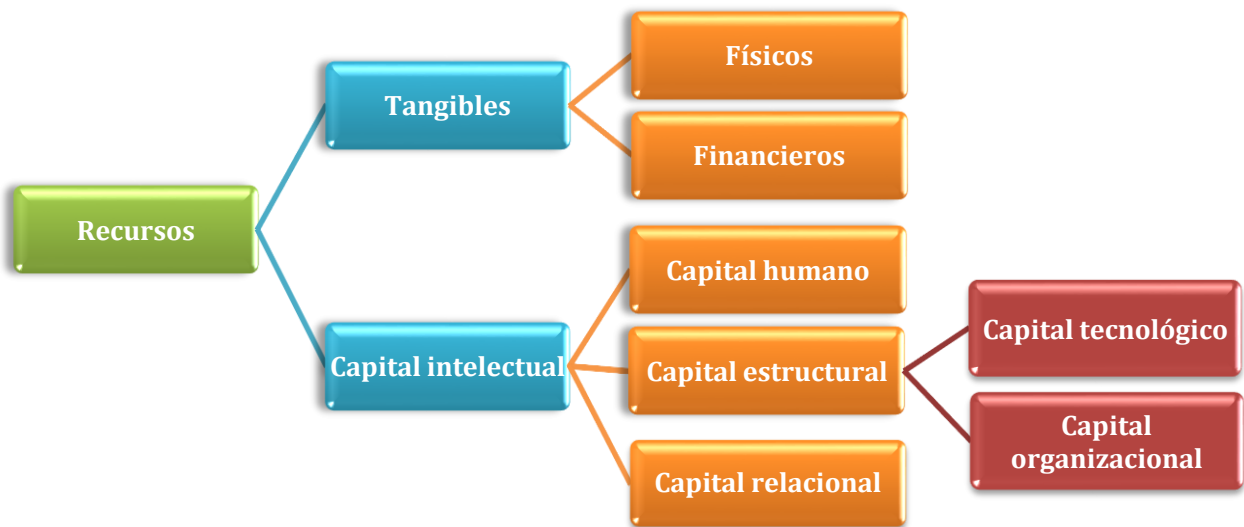 Recursos
Tangibles
Físicos
Financieros
Capital intelectual
Capital humano
Capital estructural
Capital tecnológico
Capital
organizacional
Capital relacional